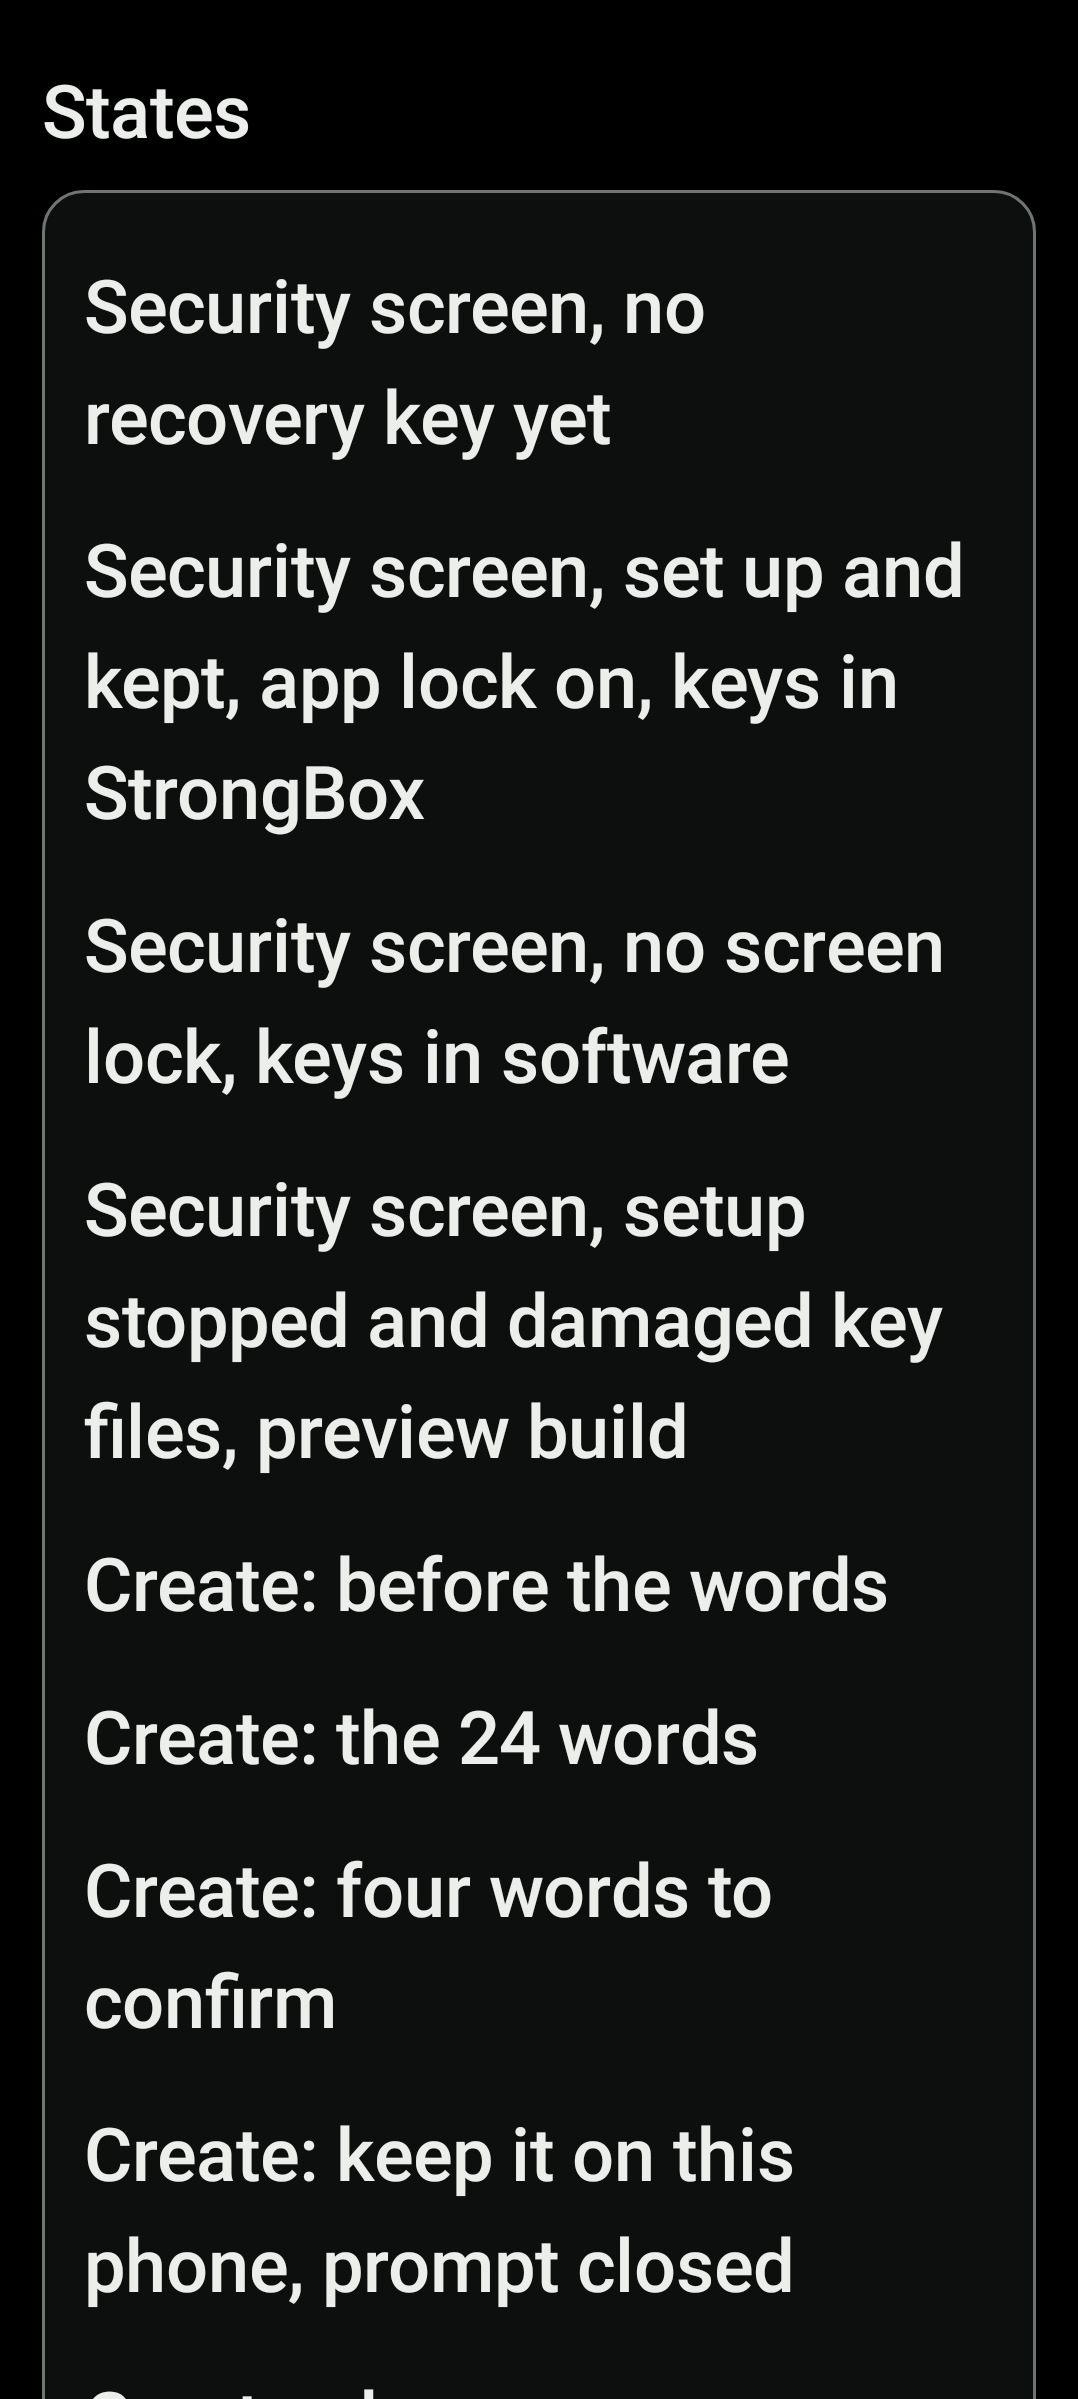 States
Security screen, no
recovery key yet
Security screen, set up and
kept, app lock on, keys in
StrongBox
Security screen, no screen
lock, keys in software
Security screen, setup
stopped and damaged key
files, preview build
Create: before the words
Create: the 24 words
Create: four words to
confirm
Create: keep it on this
phone, prompt closed